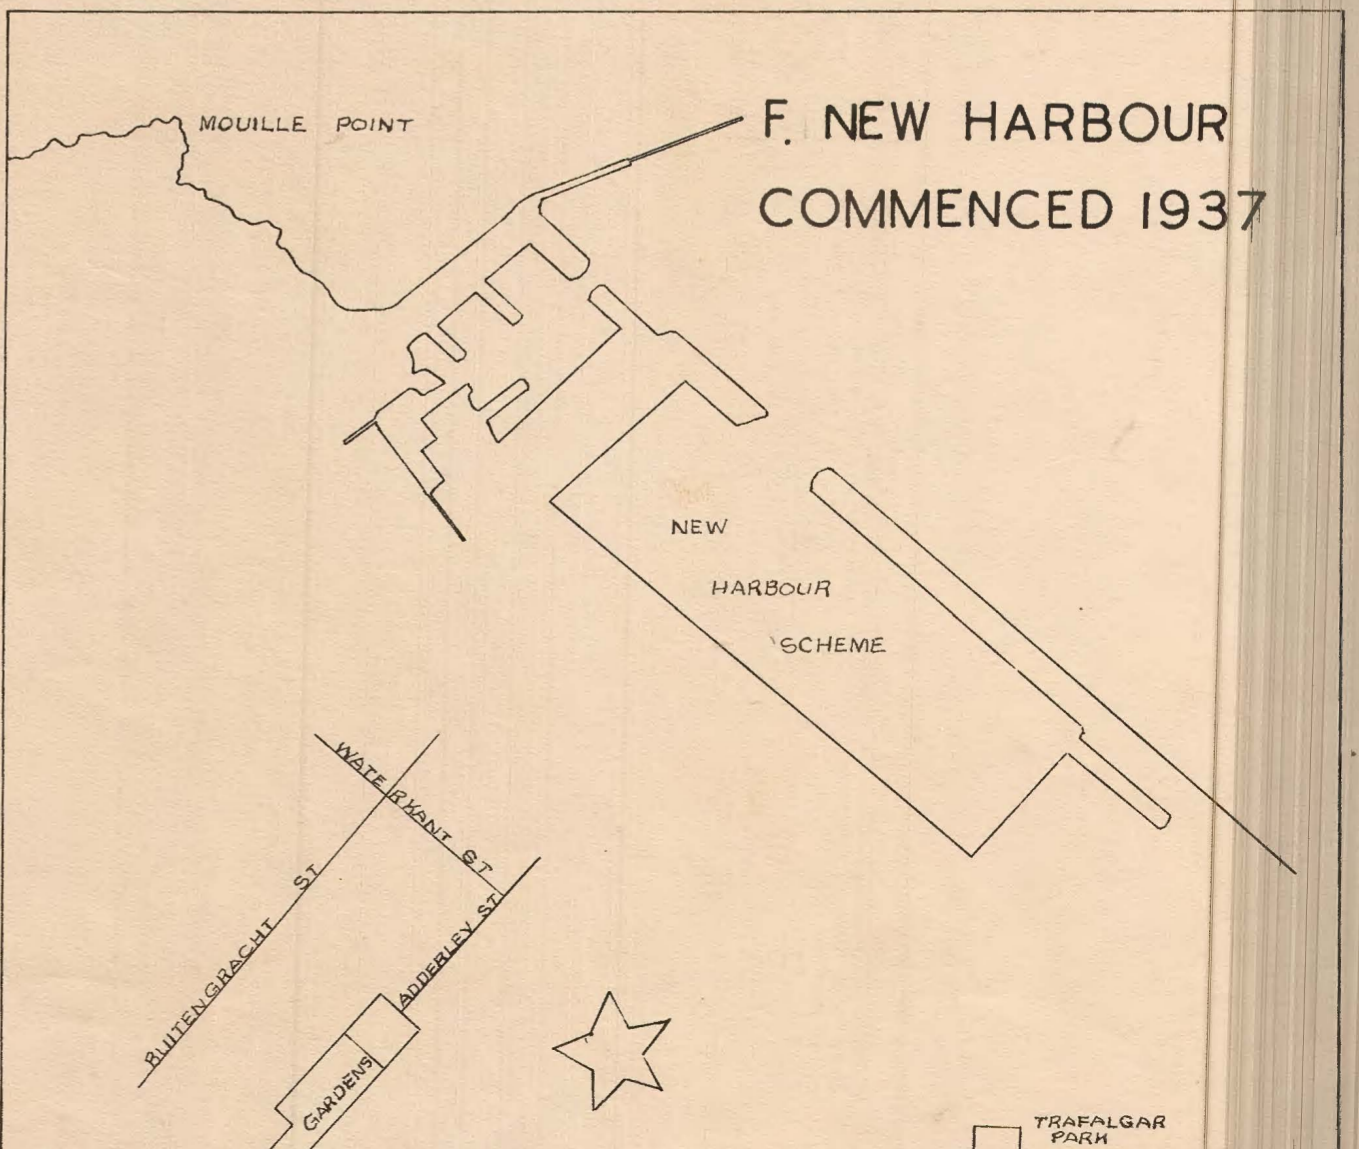 MOUILLE POINT
F. NEW HARBOUR
COMMENCED 1937
NEW
HARBOUR
SCHEME
WATERKANT ST
BUITENGRACHT ST
ADDERLEY ST.
GARDENS
TRAFALGAR
PARK